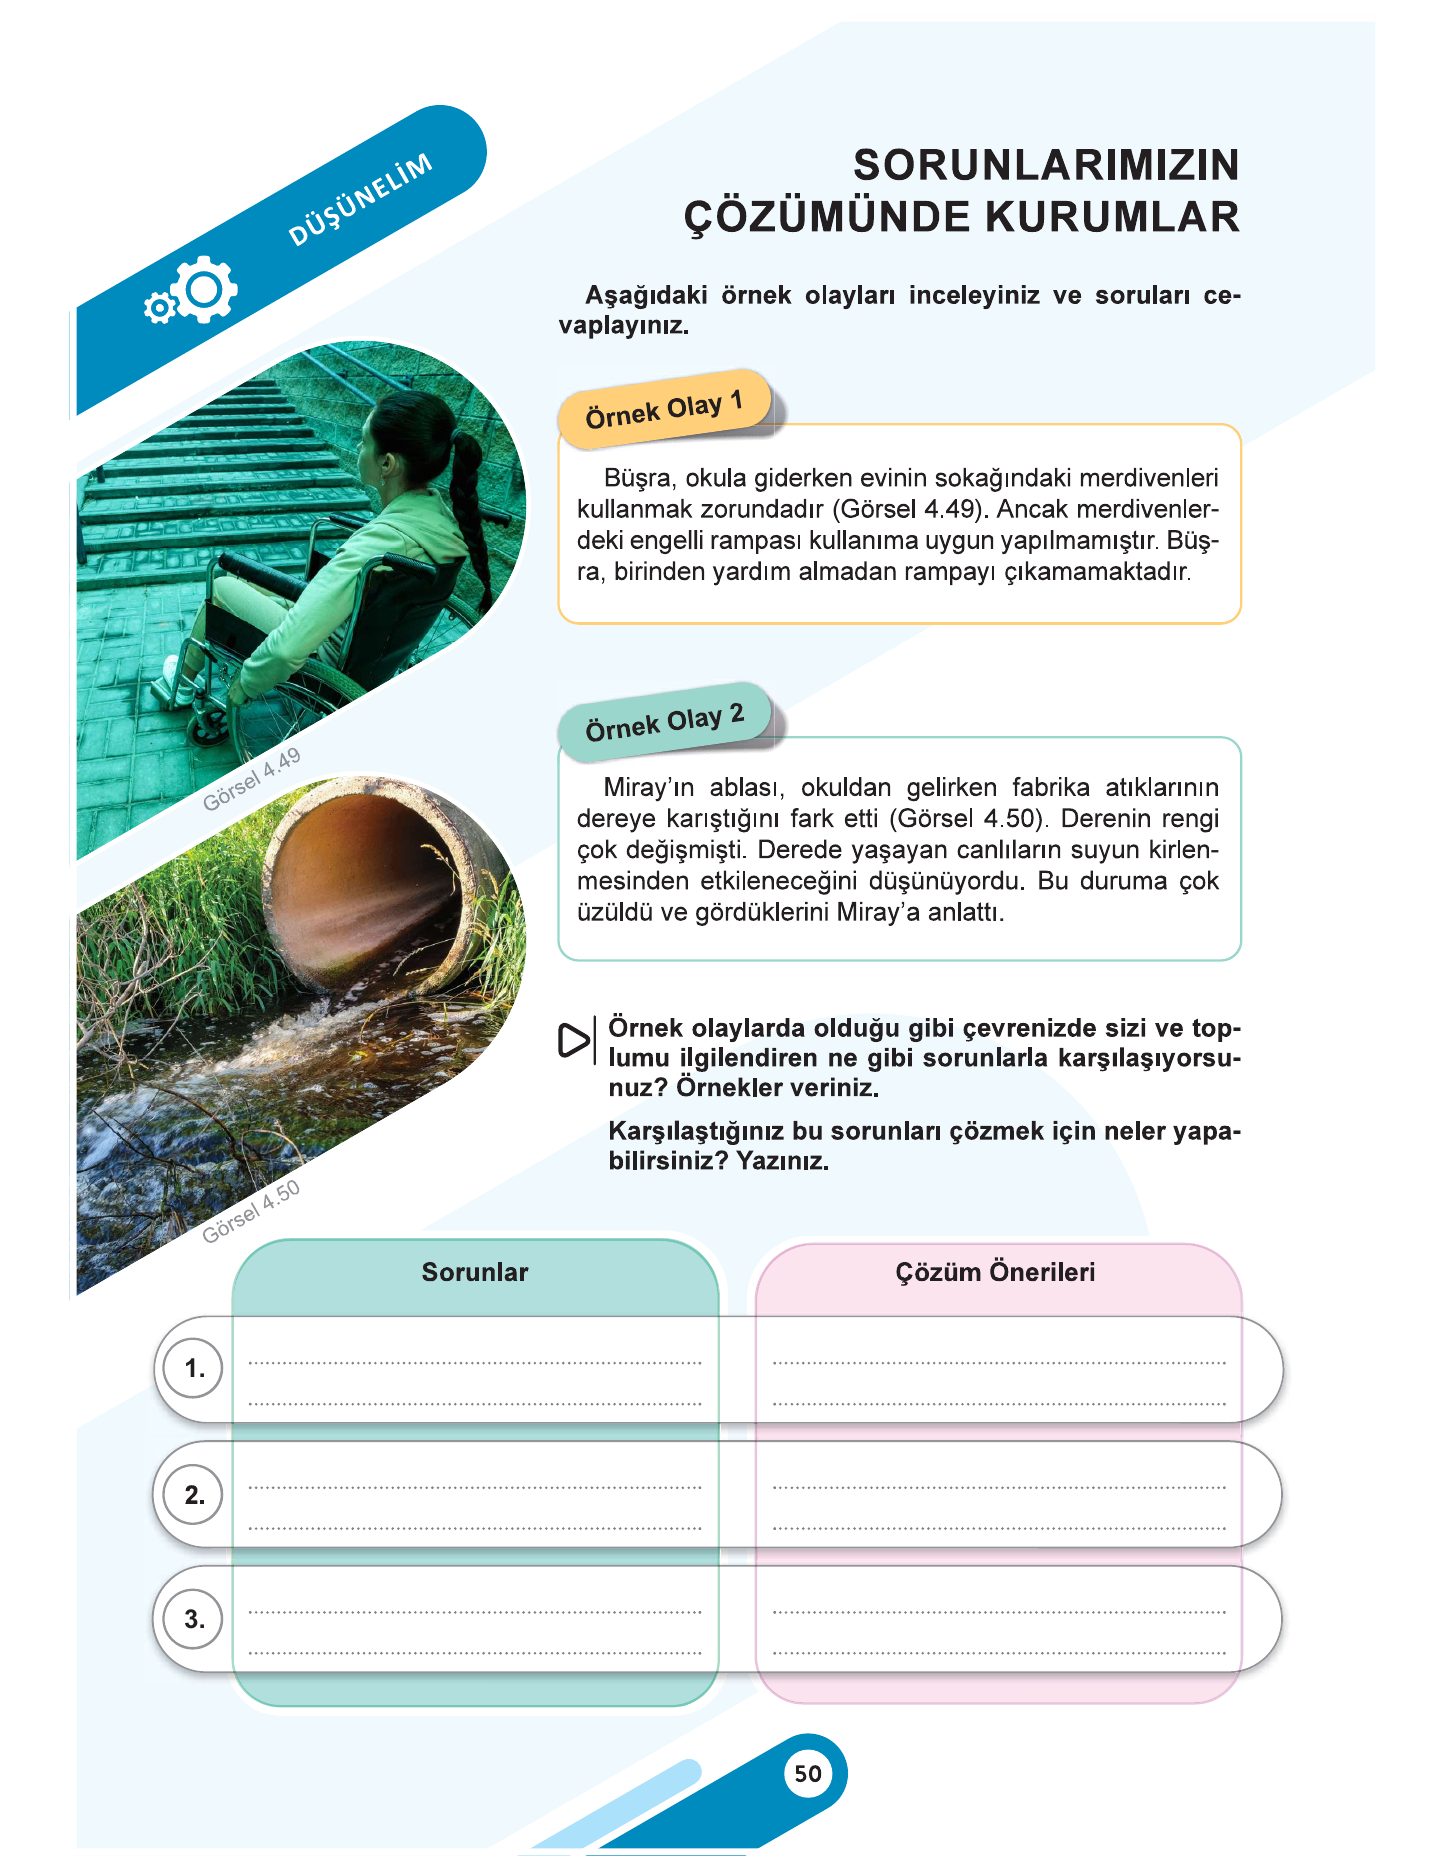 DÜŞÜNELİM
SORUNLARIMIZIN
ÇÖZÜMÜNDE KURUMLAR
Aşağıdaki örnek olayları inceleyiniz ve soruları ce-
vaplayınız.
Örnek Olay 1
Büşra, okula giderken evinin sokağındaki merdivenleri
kullanmak zorundadır (Görsel 4.49). Ancak merdivenler-
deki engelli rampası kullanıma uygun yapılmamıştır. Büş-
ra, birinden yardım almadan rampayı çıkamamaktadır.
Görsel 4.49
Örnek Olay 2
Miray’ın ablası, okuldan gelirken fabrika atıklarının
dereye karıştığını fark etti (Görsel 4.50). Derenin rengi
çok değişmişti. Derede yaşayan canlıların suyun kirlen-
mesinden etkileneceğini düşünüyordu. Bu duruma çok
üzüldü ve gördüklerini Miray’a anlattı.
Görsel 4.50
Örnek olaylarda olduğu gibi çevrenizde sizi ve top-
lumu ilgilendiren ne gibi sorunlarla karşılaşıyorsu-
nuz? Örnekler veriniz.
Karşılaştığınız bu sorunları çözmek için neler yapa-
bilirsiniz? Yazınız.
Sorunlar
Çözüm Önerileri
1.
2.
3.
50